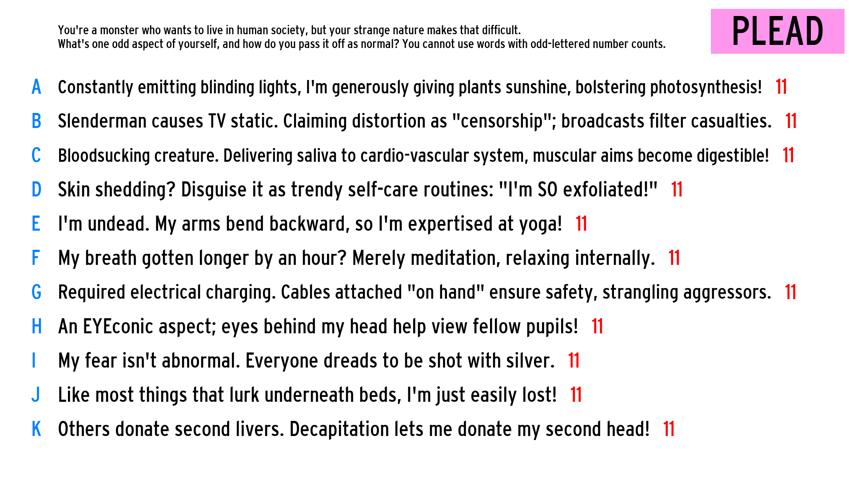 You're a monster who wants to live in human society, but your strange nature makes that difficult.
What's one odd aspect of yourself, and how do you pass it off as normal? You cannot use words with odd-lettered number counts.
PLEAD
A Constantly emitting blinding lights, I'm generously giving plants sunshine, bolstering photosynthesis! 11
B Slenderman causes TV static. Claiming distortion as "censorship"; broadcasts filter casualties. 11
C Bloodsucking creature. Delivering saliva to cardio-vascular system, muscular aims become digestible! 11
D Skin shedding? Disguise it as trendy self-care routines: "I'm SO exfoliated!" 11
E I'm undead. My arms bend backward, so I'm expertised at yoga! 11
F My breath gotten longer by an hour? Merely meditation, relaxing internally. 11
G Required electrical charging. Cables attached "on hand" ensure safety, strangling aggressors. 11
H An EYEconic aspect; eyes behind my head help view fellow pupils! 11
I My fear isn't abnormal. Everyone dreads to be shot with silver. 11
J Like most things that lurk underneath beds, I'm just easily lost! 11
K Others donate second livers. Decapitation lets me donate my second head! 11